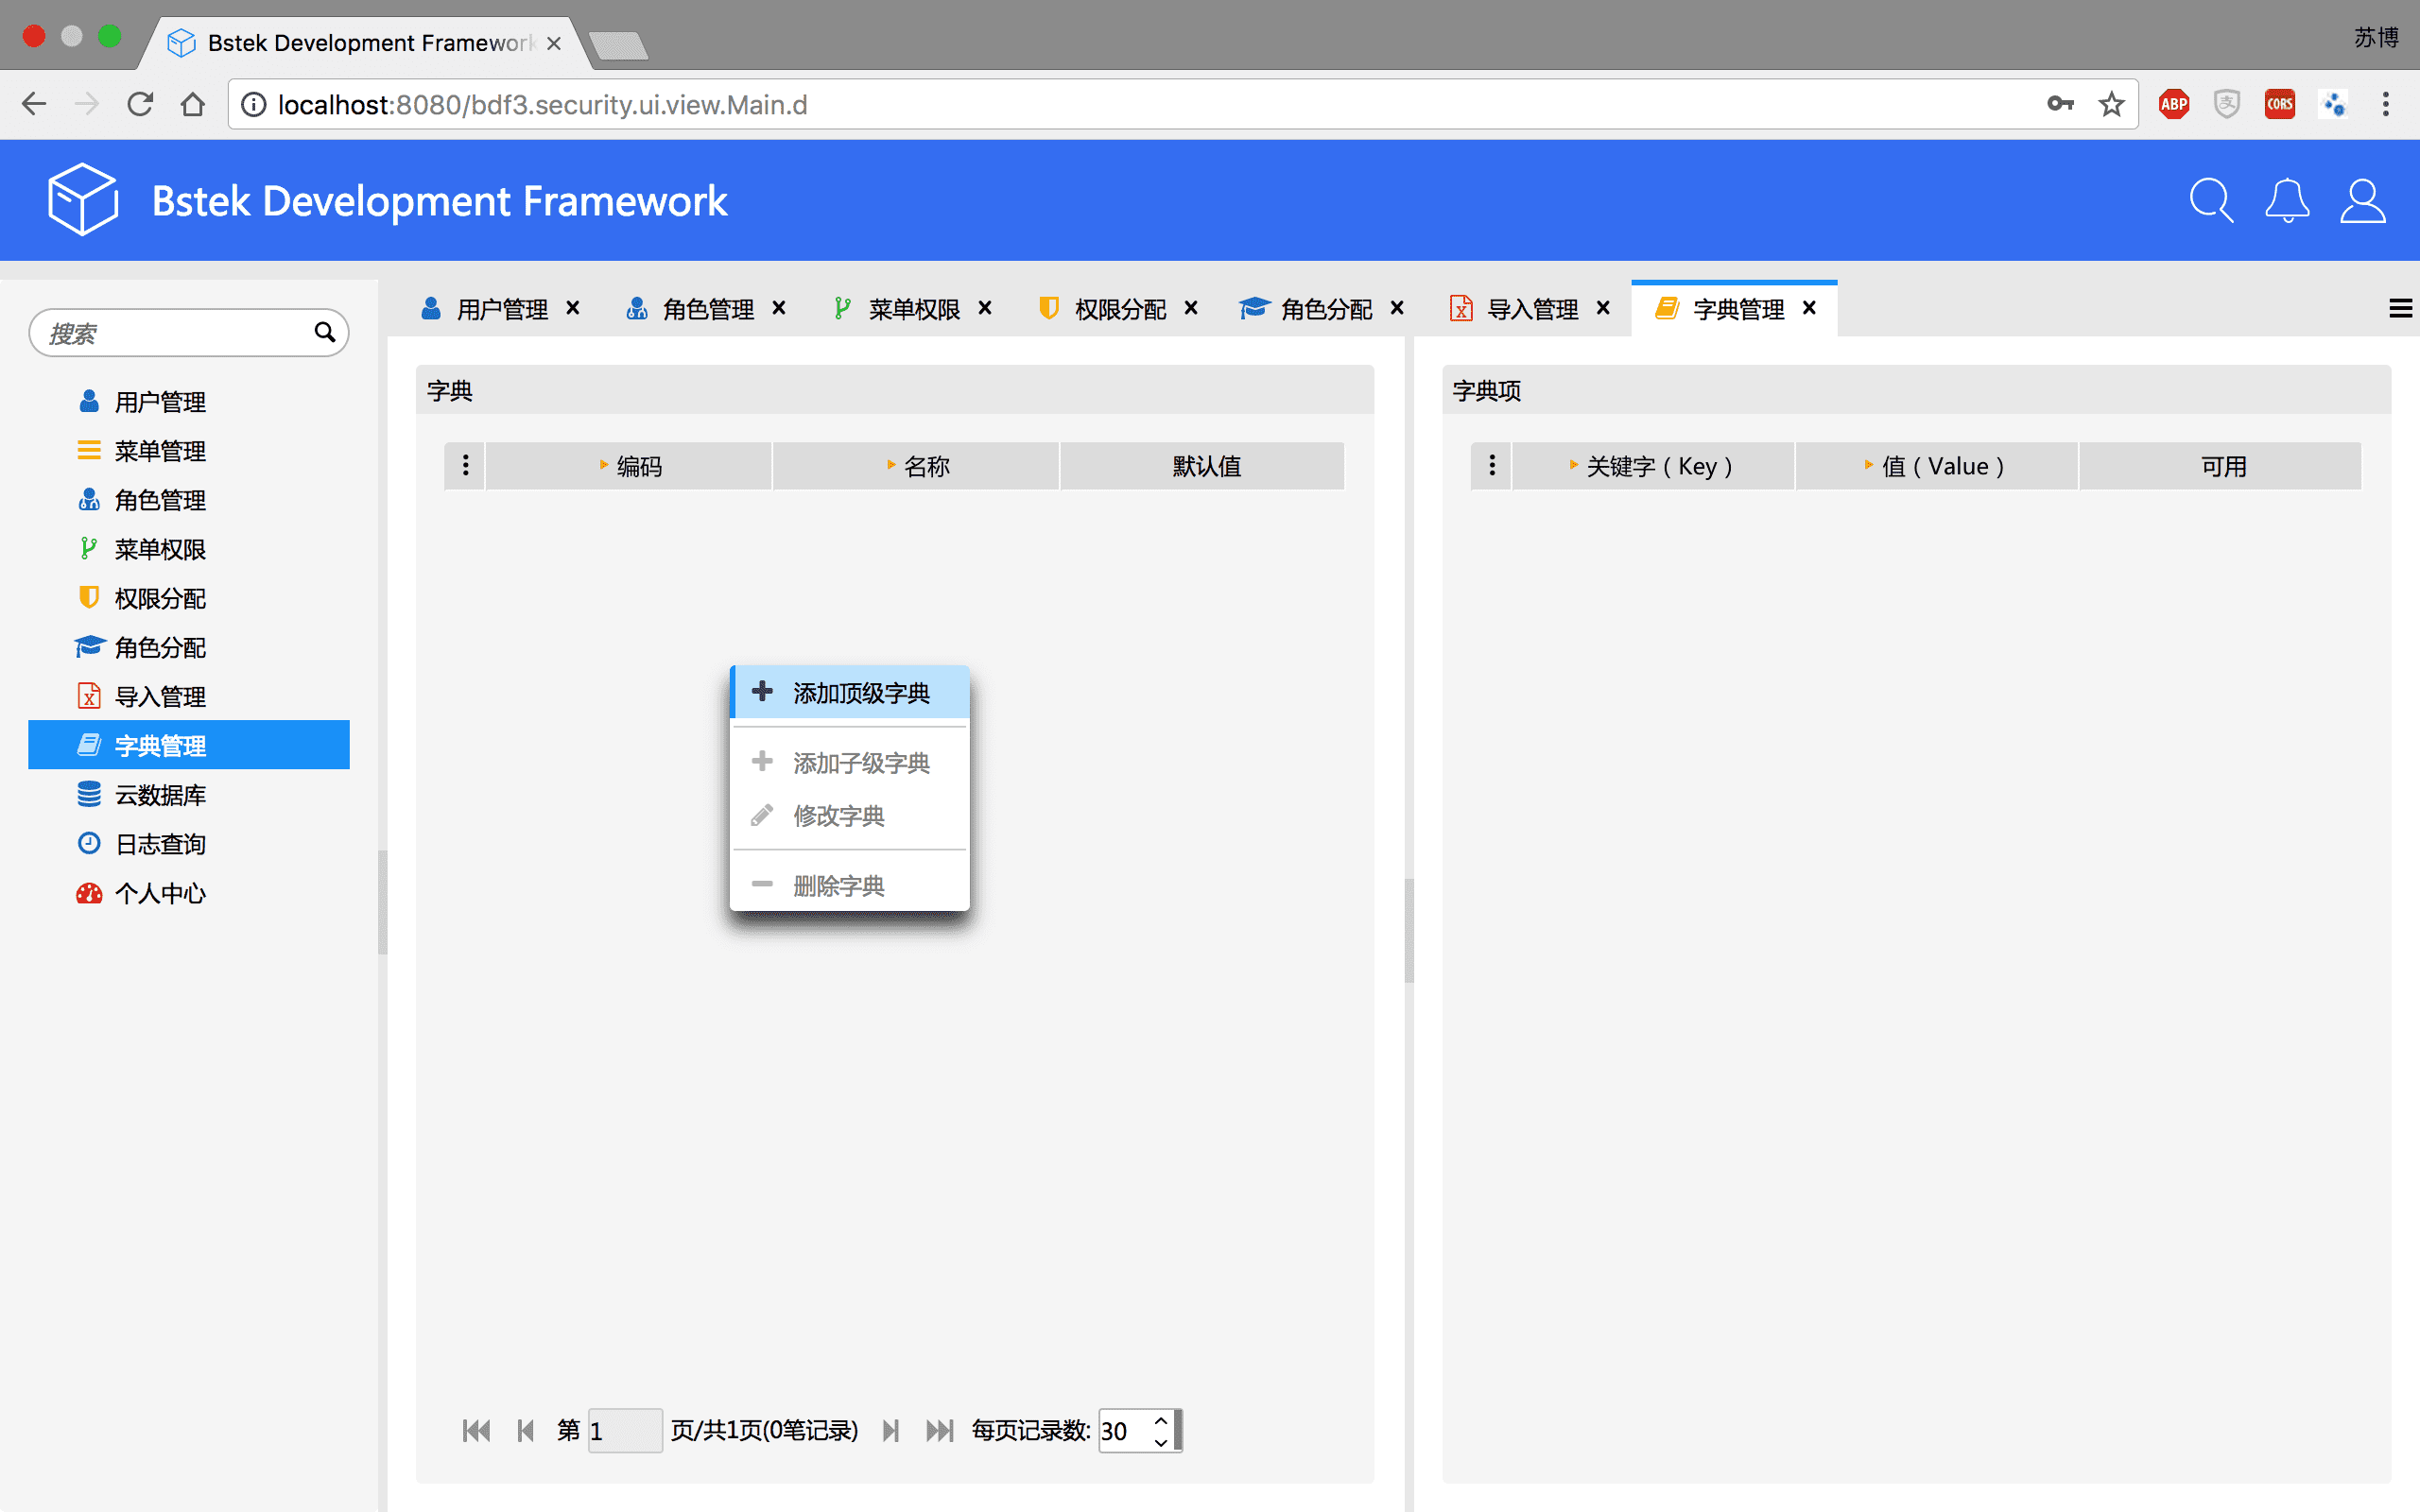 Bstek Development Framework
苏博
localhost:8080/bdf3.security.ui.view.Main.d
ABP
支
CORS
Bstek Development Framework
搜索
用户管理
菜单管理
角色管理
菜单权限
权限分配
角色分配
导入管理
字典管理
云数据库
日志查询
个人中心
用户管理 角色管理 菜单权限 权限分配 角色分配 导入管理 字典管理
字典
编码 名称 默认值
添加顶级字典
添加子级字典
修改字典
删除字典
第 1 页/共1页(0笔记录) 每页记录数: 30
字典项
关键字（Key） 值（Value） 可用